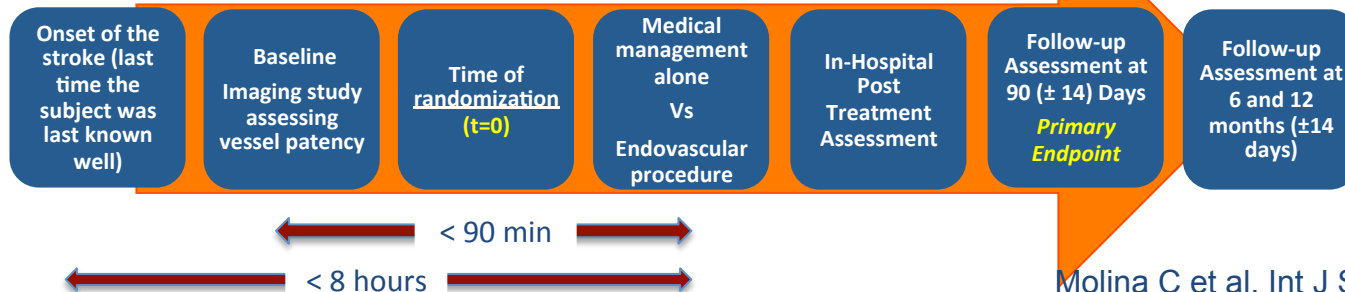 Onset of the
stroke (last
time the
subject was
last known
well)
Baseline
Imaging study
assessing
vessel patency
Time of
randomization
(t=0)
Medical
management
alone
Vs
Endovascular
procedure
In-Hospital
Post
Treatment
Assessment
Follow-up
Assessment at
90 (± 14) Days
Primary
Endpoint
Follow-up
Assessment at
6 and 12
months (±14
days)
< 90 min
< 8 hours
Molina C et al. Int J S